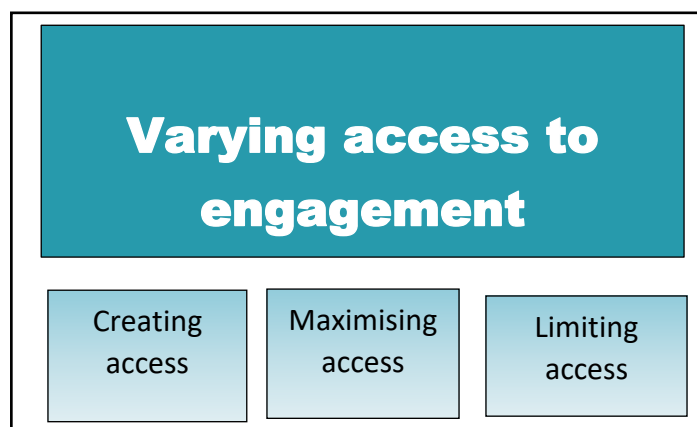 Varying access to
engagement
Creating
access
Maximising
access
Limiting
access